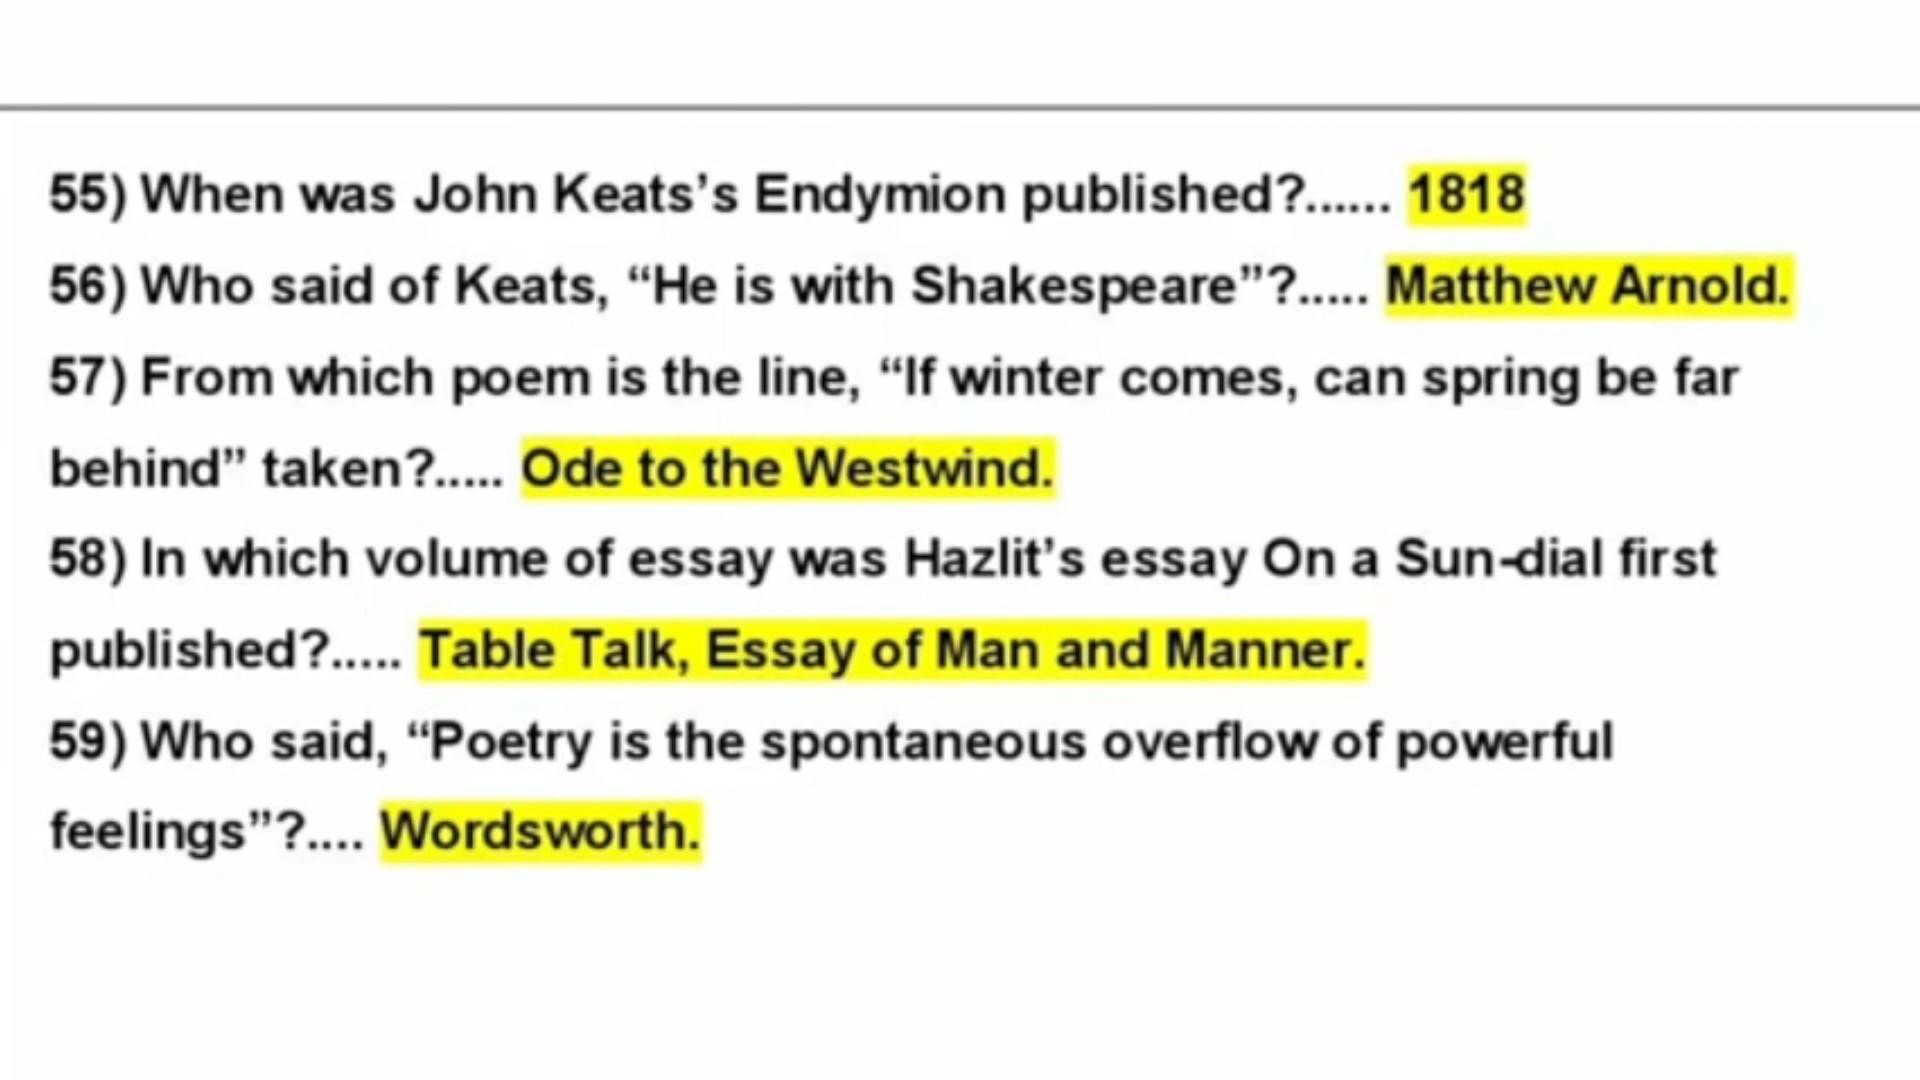 55) When was John Keats’s Endymion published?...... 1818
56) Who said of Keats, “He is with Shakespeare”?..... Matthew Arnold.
57) From which poem is the line, “If winter comes, can spring be far
behind” taken?..... Ode to the Westwind.
58) In which volume of essay was Hazlit’s essay On a Sun-dial first
published?..... Table Talk, Essay of Man and Manner.
59) Who said, “Poetry is the spontaneous overflow of powerful
feelings”?.... Wordsworth.